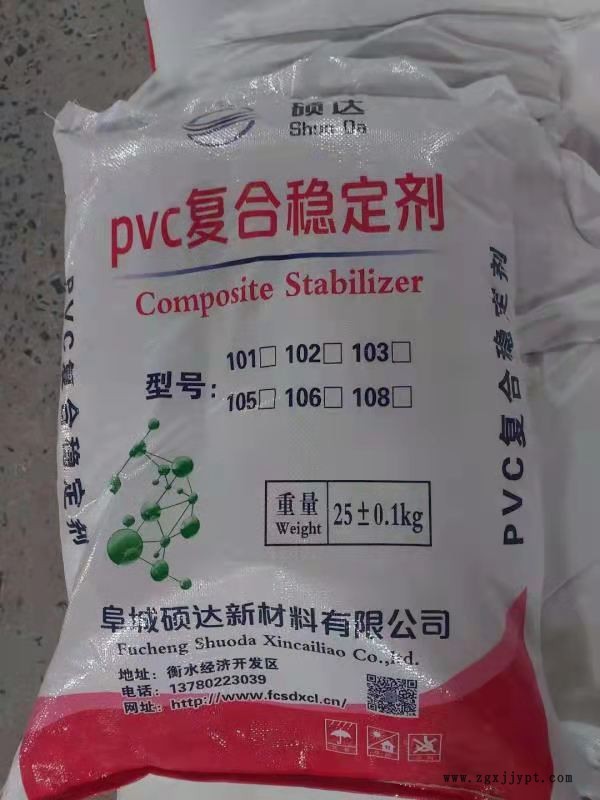 硕达
Shuo Da
pvc复合稳定剂
Composite Stabilizer
型号:
101□ 102□ 103□
105□ 106□ 108□
PVC复合稳定剂
PVC复合稳定剂
重量
Weight
25±0.1kg
阜城硕达新材料有限公司
Fucheng Shuoda Xincailiao Co.,Ltd.
地址: 衡水经济开发区
电话: 13780223039
网址: http://www.fcsdxcl.cn/
www.zgxjjypt.com